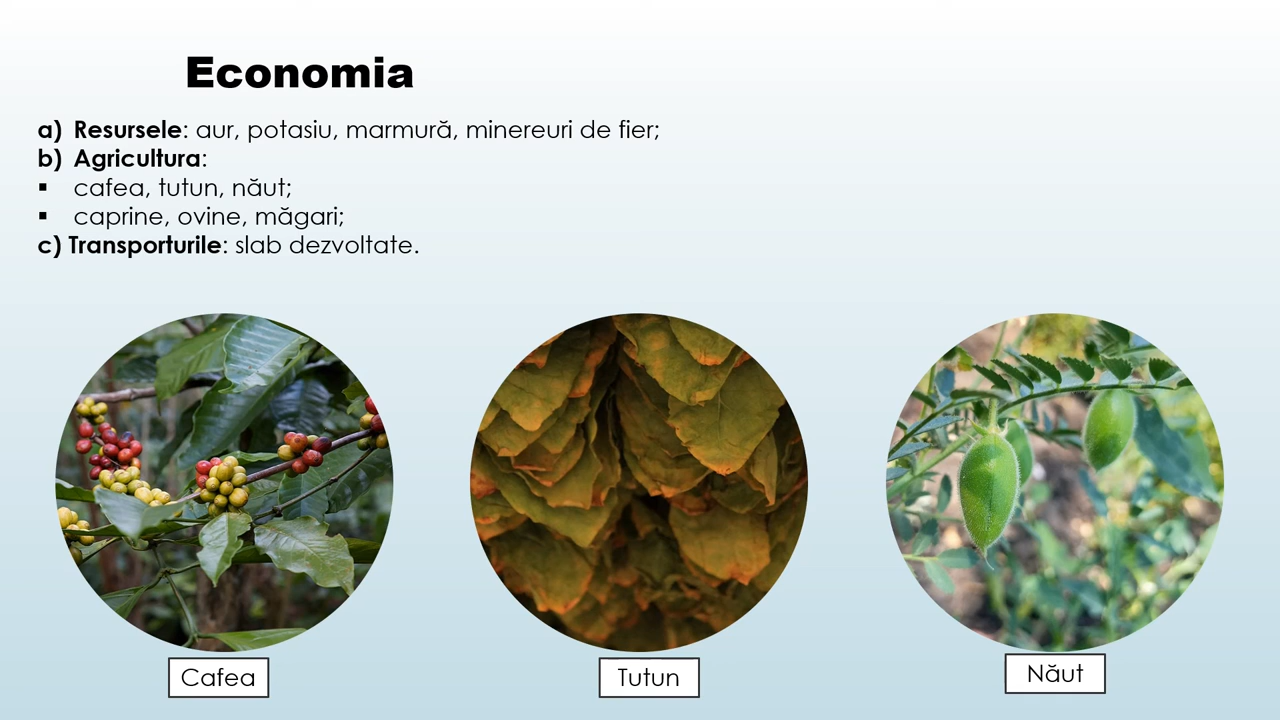 Economia
a) Resursele: aur, potasiu, marmură, minereuri de fier;
b) Agricultura:
▪ cafea, tutun, năut;
▪ caprine, ovine, măgari;
c) Transporturile: slab dezvoltate.
Cafea
Tutun
Năut